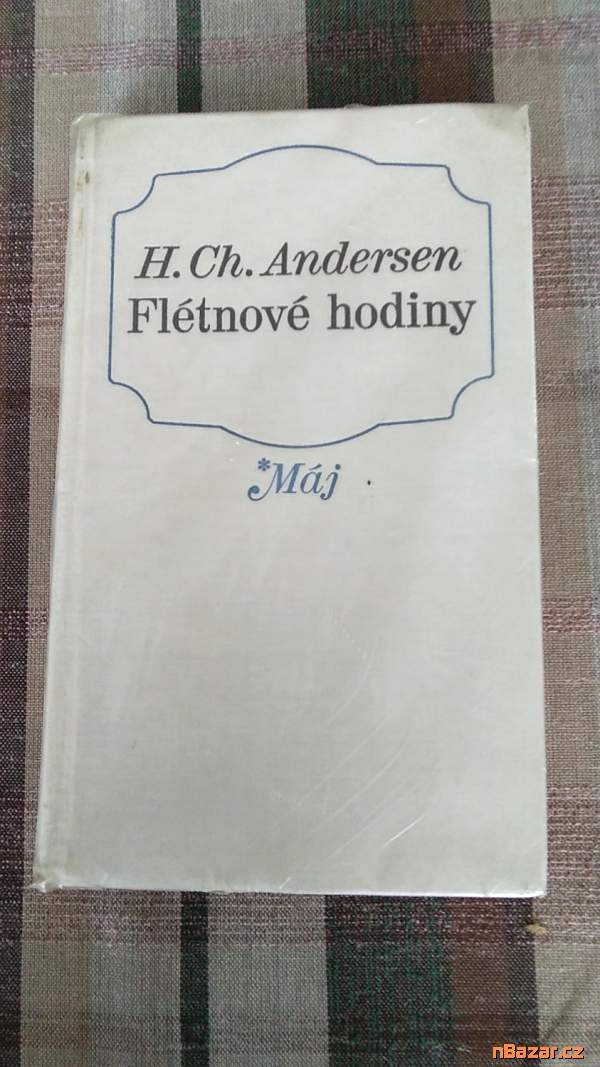 H. Ch. Andersen
Flétnové hodiny
*Máj
nBazar.cz